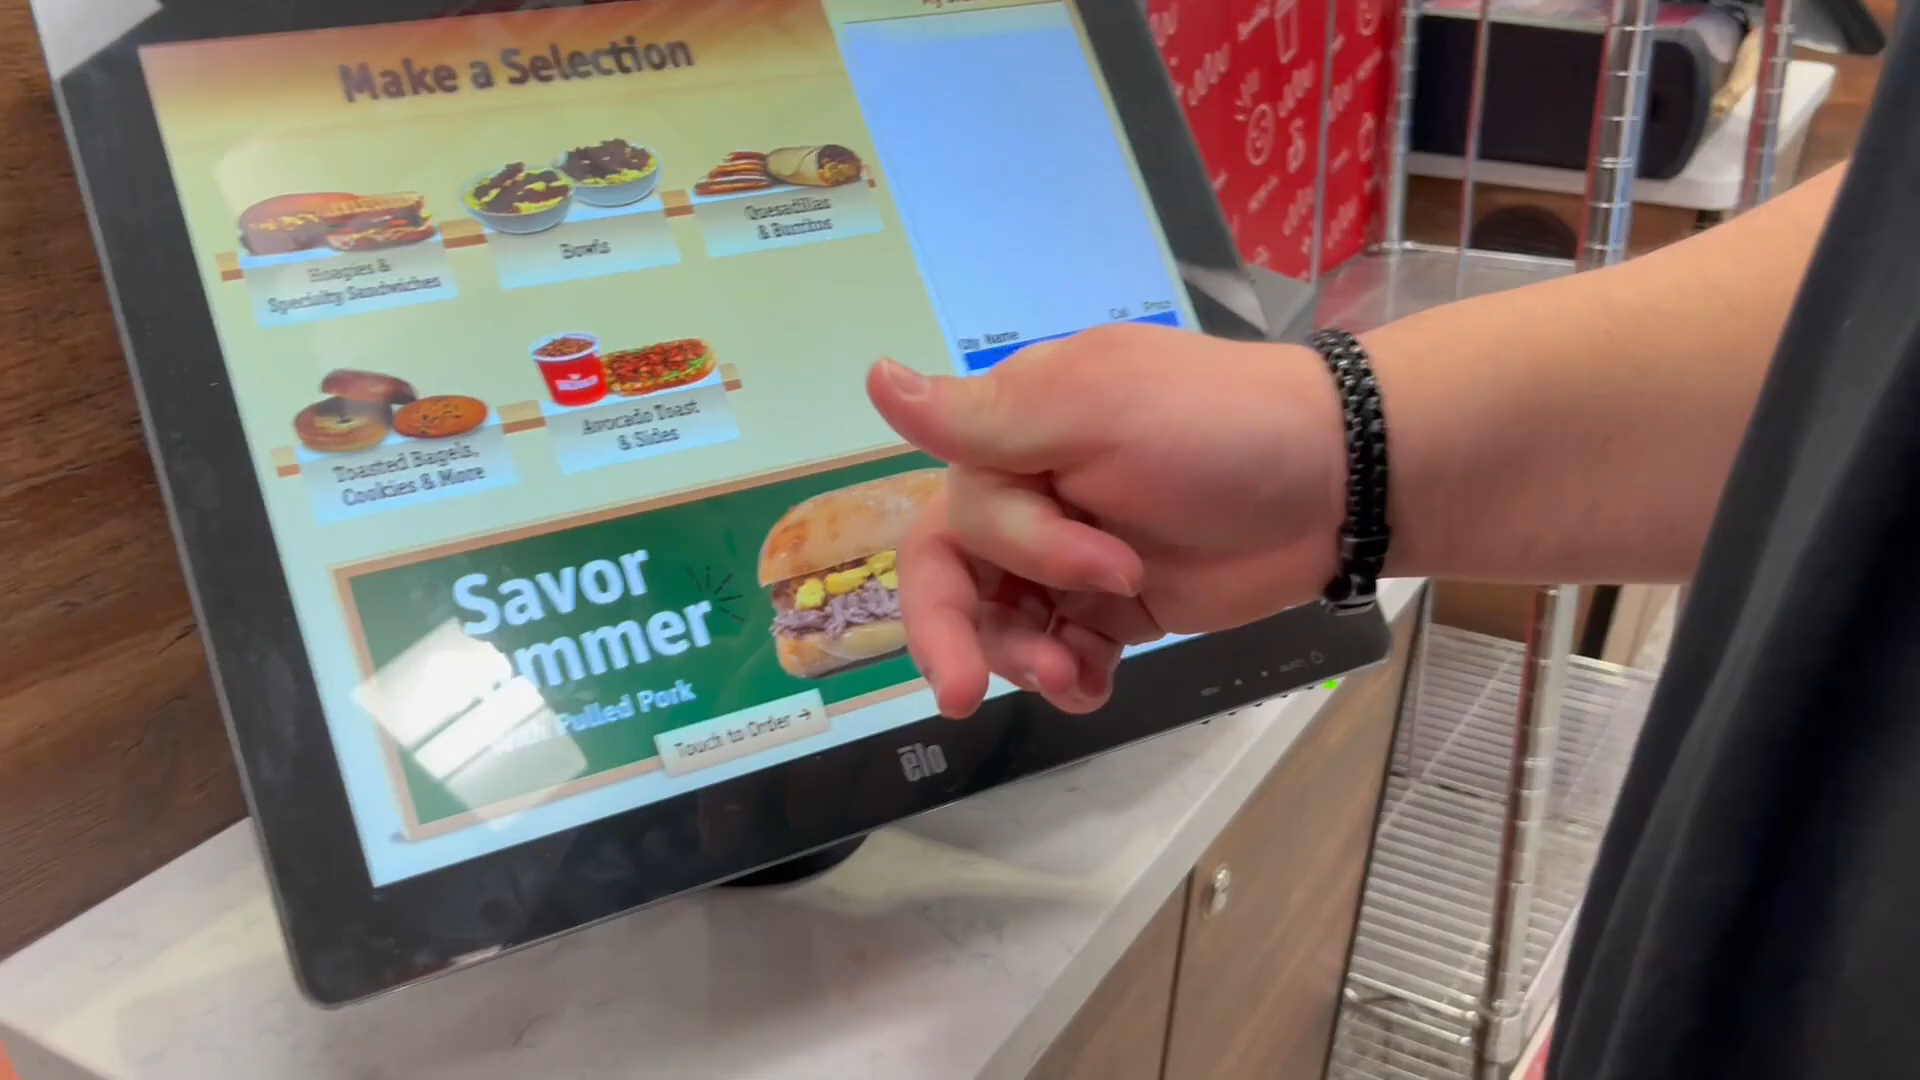 Make a Selection
Hoagies &
Specialty Sandwiches
Bowls
Quesadillas
& Burritos
Qty Name Cal Price
Toasted Bagels,
Cookies & More
Avocado Toast
& Sides
Savor
ummer
with Pulled Pork
Touch to Order →
elo